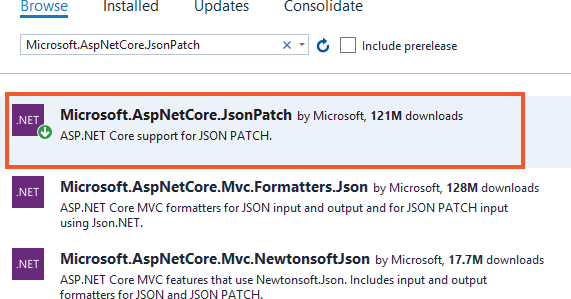 Browse Installed Updates Consolidate
Microsoft.AspNetCore.JsonPatch Include prerelease
.NET Microsoft.AspNetCore.JsonPatch by Microsoft, 121M downloads
ASP.NET Core support for JSON PATCH.
.NET Microsoft.AspNetCore.Mvc.Formatters.Json by Microsoft, 128M downloads
ASP.NET Core MVC formatters for JSON input and output and for JSON PATCH input
using Json.NET.
.NET Microsoft.AspNetCore.Mvc.NewtonsoftJson by Microsoft, 17.7M downloads
ASP.NET Core MVC features that use Newtonsoft.Json. Includes input and output
formatters for JSON and JSON PATCH.